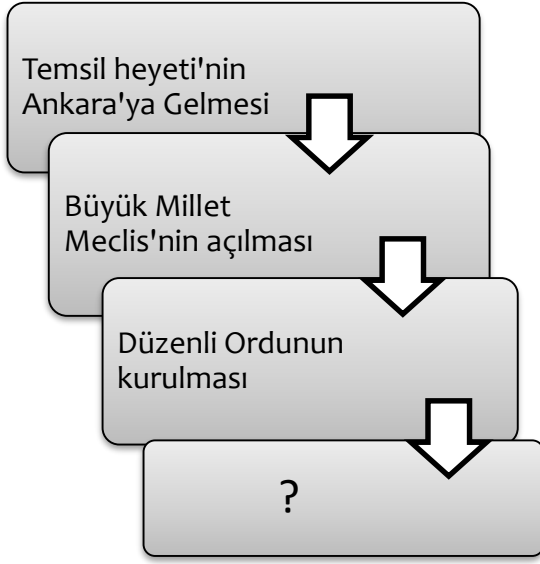 Temsil heyeti'nin
Ankara'ya Gelmesi
Büyük Millet
Meclis'nin açılması
Düzenli Ordunun
kurulması
?